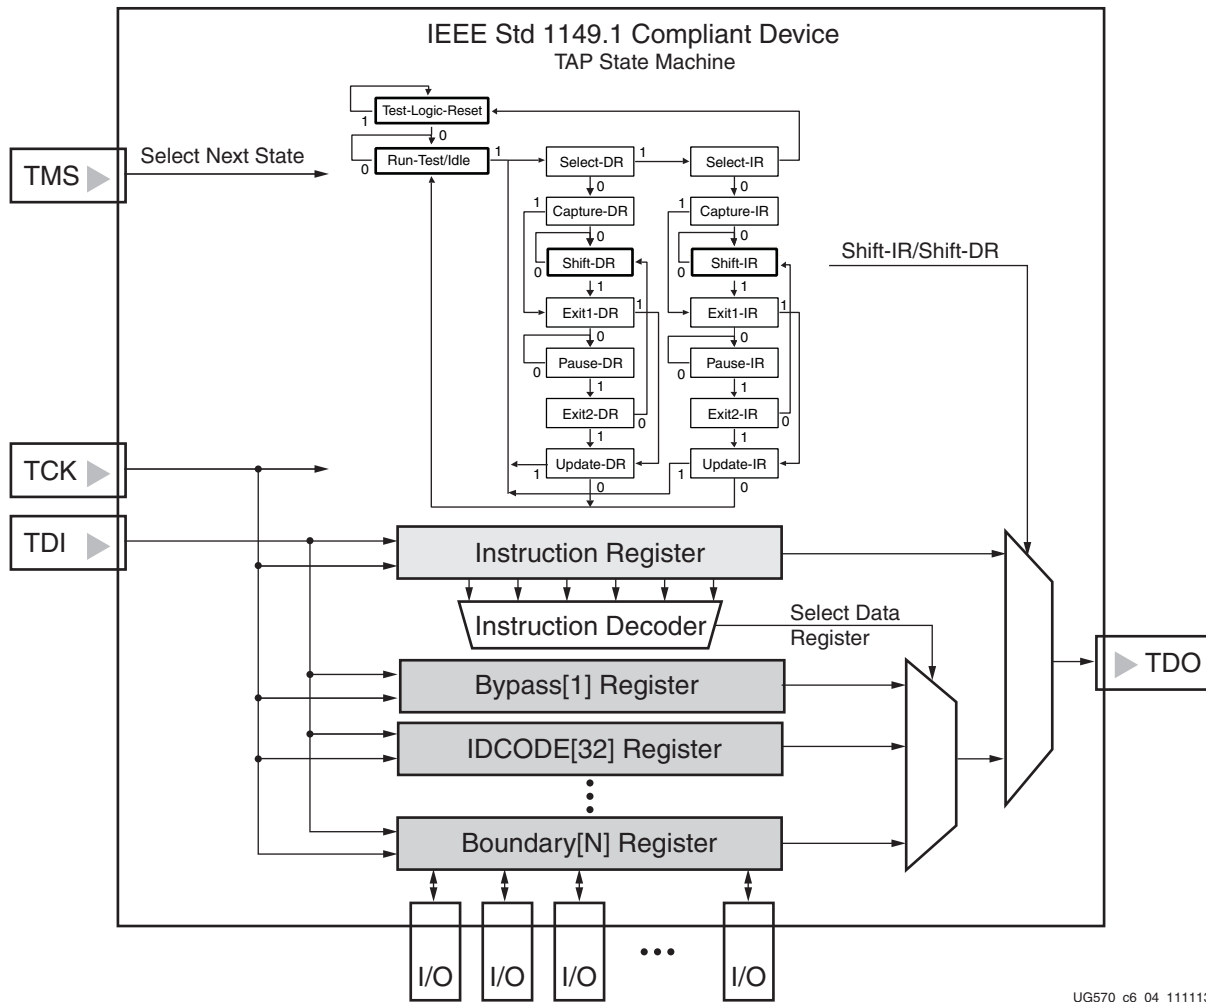 IEEE Std 1149.1 Compliant Device
TAP State Machine
Test-Logic-Reset
1
0
TMS
Select Next State
Run-Test/Idle
0
1
Select-DR
1
Select-IR
0
0
1
Capture-DR
1
Capture-IR
0
0
Shift-DR
0
Shift-IR
0
Shift-IR/Shift-DR
1
1
Exit1-DR
1
Exit1-IR
1
0
0
Pause-DR
0
Pause-IR
0
1
1
Exit2-DR
0
Exit2-IR
0
1
1
TCK
Update-DR
1
Update-IR
1
0
0
TDI
Instruction Register
Instruction Decoder
Select Data
Register
TDO
Bypass[1] Register
IDCODE[32] Register
Boundary[N] Register
I/O
I/O
I/O
I/O
UG570_c6_04_111113